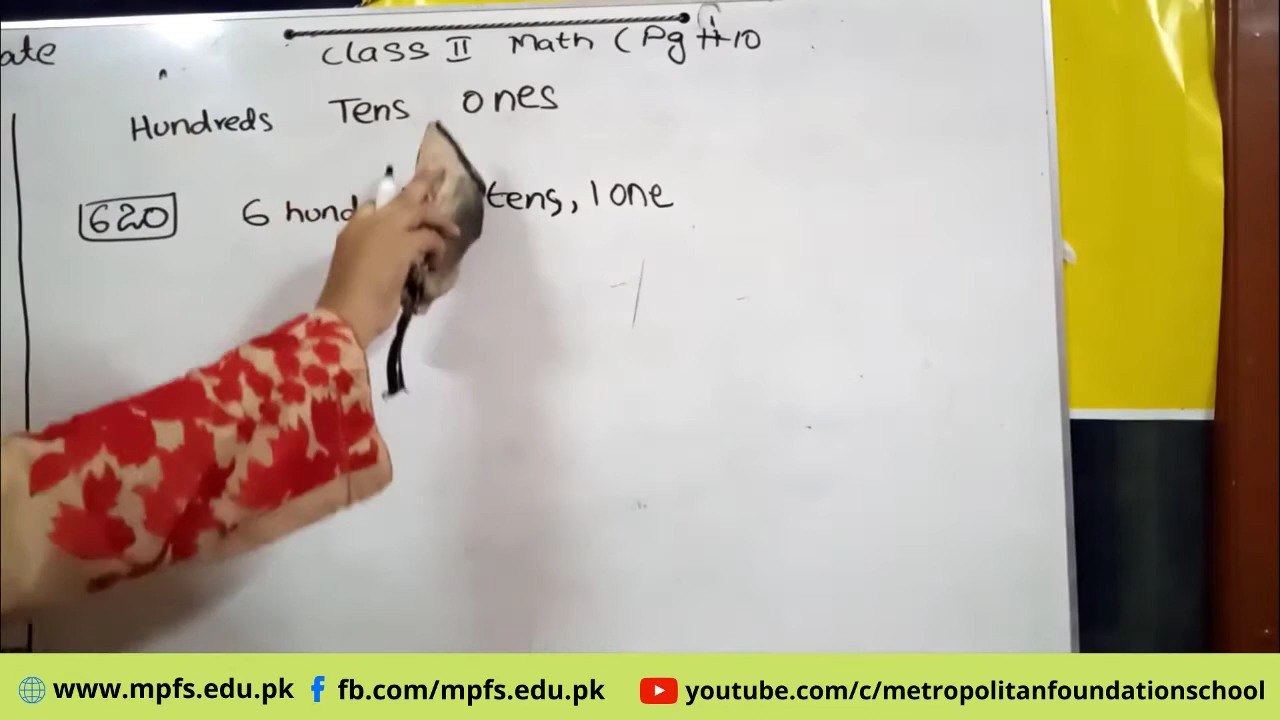 ate
Class II Math (Pg #10
Hundreds Tens ones
620 6 hund tens, 1 one
www.mpfs.edu.pk fb.com/mpfs.edu.pk youtube.com/c/metropolitanfoundationschool